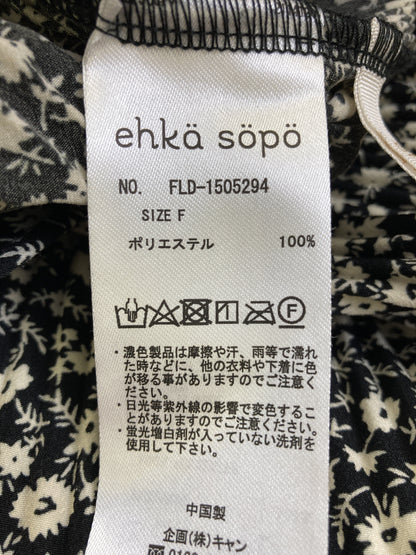 ehkä söpö
NO. FLD-1505294
SIZE F
ポリエステル 100%
F
・濃色製品は摩擦や汗、雨等で濡れ
た時などに、他の衣料や下着に色
が移る事がありますのでご注意く
ださい。
・日光等紫外線の影響で変色するこ
とがありますのでご注意ください。
・蛍光増白剤が入っていない洗剤を
使用して下さい。
中国製
企画(株)キャン